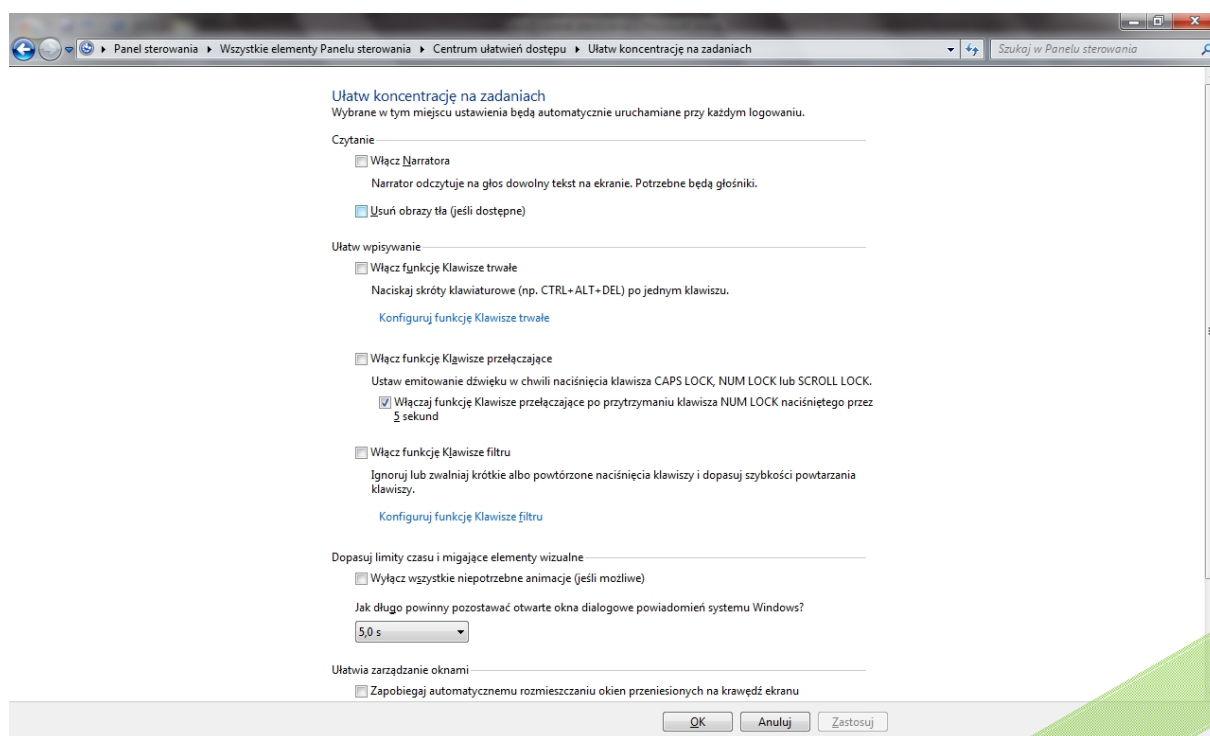 Panel sterowania ▸ Wszystkie elementy Panelu sterowania ▸ Centrum ułatwień dostępu ▸ Ułatw koncentrację na zadaniach
Szukaj w Panelu sterowania
Ułatw koncentrację na zadaniach
Wybrane w tym miejscu ustawienia będą automatycznie uruchamiane przy każdym logowaniu.
Czytanie
Włącz Narratora
Narrator odczytuje na głos dowolny tekst na ekranie. Potrzebne będą głośniki.
Usuń obrazy tła (jeśli dostępne)
Ułatw wpisywanie
Włącz funkcję Klawisze trwałe
Naciskaj skróty klawiaturowe (np. CTRL+ALT+DEL) po jednym klawiszu.
Konfiguruj funkcję Klawisze trwałe
Włącz funkcję Klawisze przełączające
Ustaw emitowanie dźwięku w chwili naciśnięcia klawisza CAPS LOCK, NUM LOCK lub SCROLL LOCK.
Włączaj funkcję Klawisze przełączające po przytrzymaniu klawisza NUM LOCK naciśniętego przez
5 sekund
Włącz funkcję Klawisze filtru
Ignoruj lub zwalniaj krótkie albo powtórzone naciśnięcia klawiszy i dopasuj szybkości powtarzania
klawiszy.
Konfiguruj funkcję Klawisze filtru
Dopasuj limity czasu i migające elementy wizualne
Wyłącz wszystkie niepotrzebne animacje (jeśli możliwe)
Jak długo powinny pozostawać otwarte okna dialogowe powiadomień systemu Windows?
5,0 s
Ułatwia zarządzanie oknami
Zapobiegaj automatycznemu rozmieszczaniu okien przeniesionych na krawędź ekranu
OK Anuluj Zastosuj